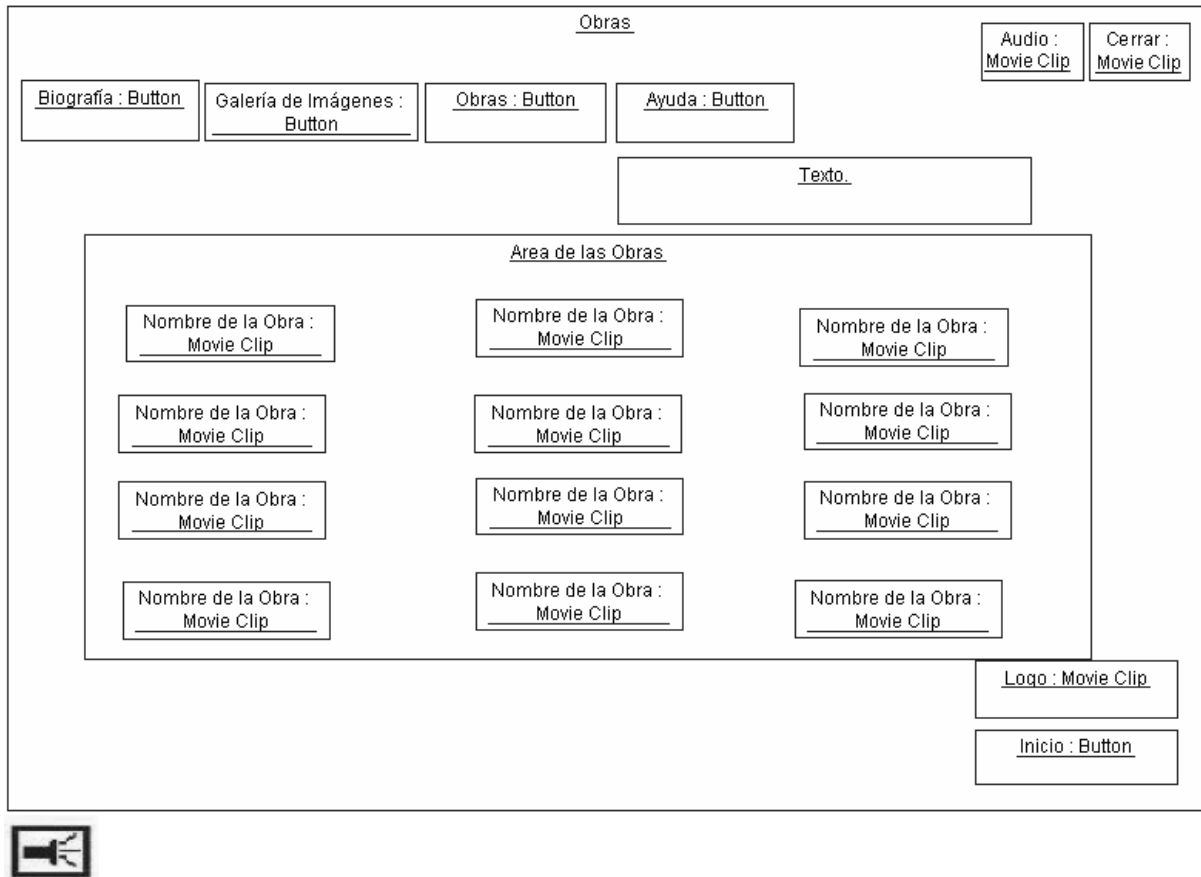 Obras
Audio :
Movie Clip
Cerrar :
Movie Clip
Biografía : Button
Galería de Imágenes :
Button
Obras : Button
Ayuda : Button
Texto.
Area de las Obras
Nombre de la Obra :
Movie Clip
Nombre de la Obra :
Movie Clip
Nombre de la Obra :
Movie Clip
Nombre de la Obra :
Movie Clip
Nombre de la Obra :
Movie Clip
Nombre de la Obra :
Movie Clip
Nombre de la Obra :
Movie Clip
Nombre de la Obra :
Movie Clip
Nombre de la Obra :
Movie Clip
Nombre de la Obra :
Movie Clip
Nombre de la Obra :
Movie Clip
Nombre de la Obra :
Movie Clip
Logo : Movie Clip
Inicio : Button